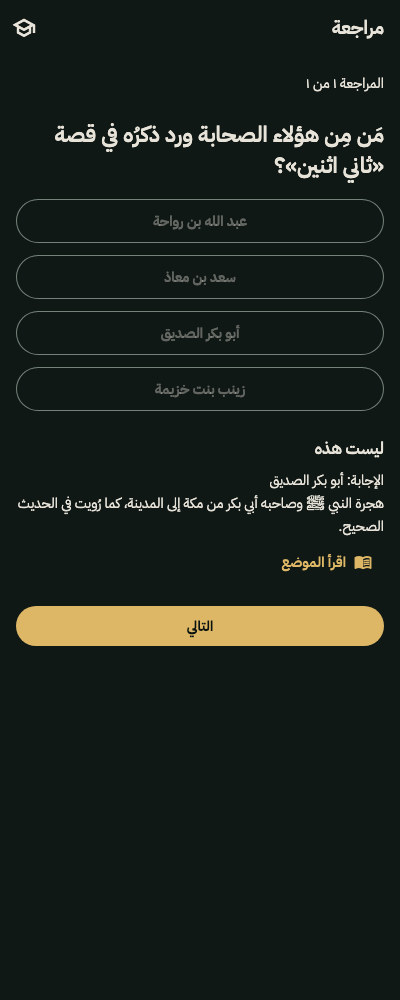 مراجعة
المراجعة ١ من ١
مَن مِن هؤلاء الصحابة ورد ذكرُه في قصة
«ثاني اثنين»؟
عبد الله بن رواحة
سعد بن معاذ
أبو بكر الصديق
زينب بنت خزيمة
ليست هذه
الإجابة: أبو بكر الصديق
هجرة النبي ﷺ وصاحبه أبي بكر من مكة إلى المدينة، كما رُويت في الحديث
الصحيح.
اقرأ الموضع
التالي